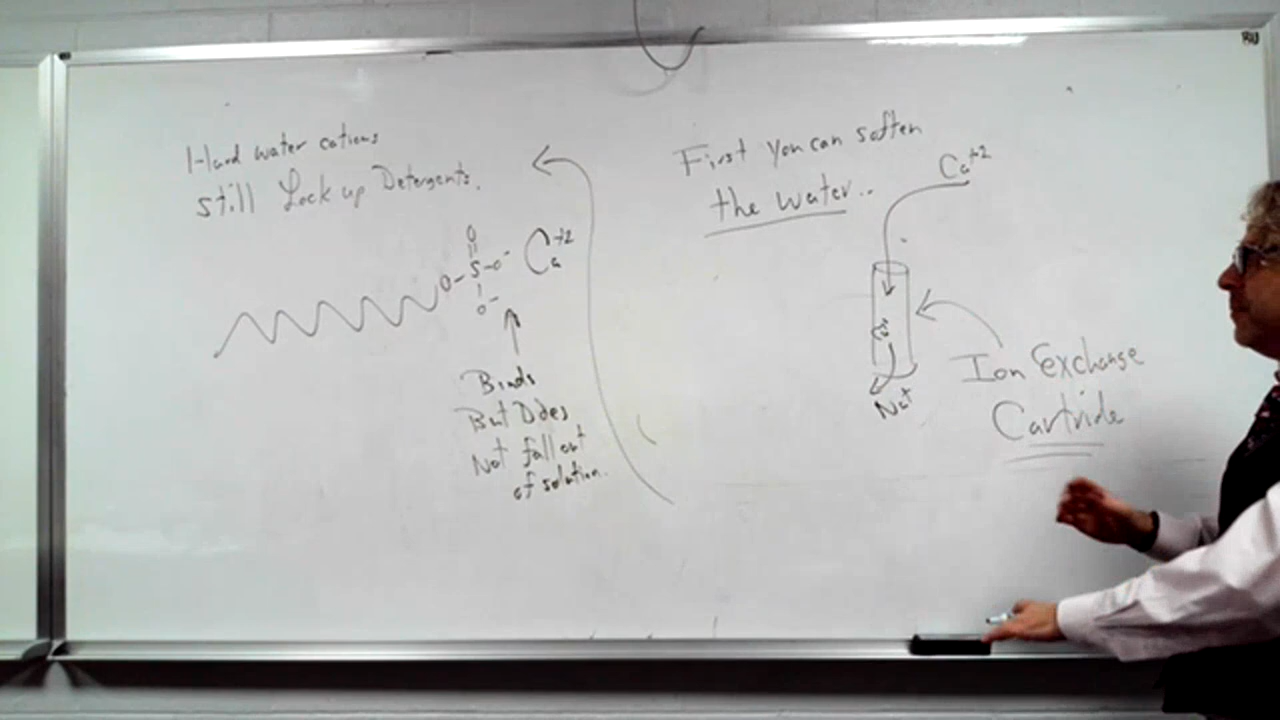 Hard water cations
still Lock up Detergents.
O
S
O
O-
O-
Ca+2
Binds
But Does
Not fall out
of solution.
First you can soften
the water..
Ca+2
Na+
Ion Exchange
Cartride